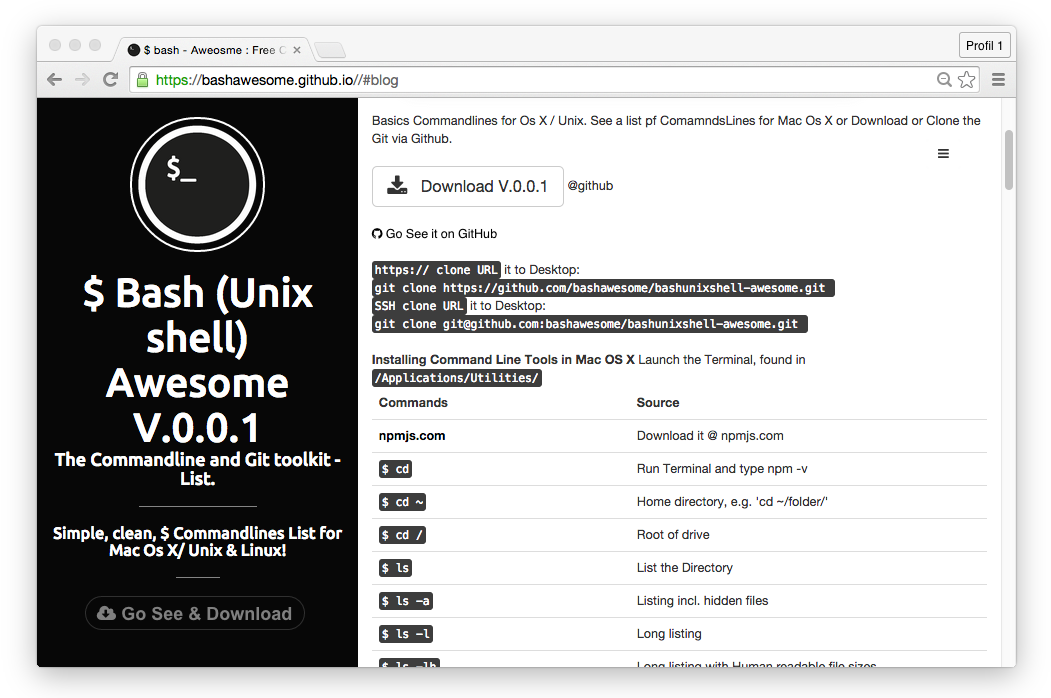 $ bash - Aweosme : Free C
Profil 1
https://bashawesome.github.io//#blog
$_
$ Bash (Unix
shell)
Awesome
V.0.0.1
The Commandline and Git toolkit -
List.
Simple, clean, $ Commandlines List for
Mac Os X/ Unix & Linux!
Go See & Download
Basics Commandlines for Os X / Unix. See a list pf ComamndsLines for Mac Os X or Download or Clone the
Git via Github.
Download V.0.0.1 @github
Go See it on GitHub
https:// clone URL it to Desktop:
git clone https://github.com/bashawesome/bashunixshell-awesome.git
SSH clone URL it to Desktop:
git clone git@github.com:bashawesome/bashunixshell-awesome.git
Installing Command Line Tools in Mac OS X Launch the Terminal, found in
/Applications/Utilities/
Commands Source
npmjs.com Download it @ npmjs.com
$ cd Run Terminal and type npm -v
$ cd ~ Home directory, e.g. 'cd ~/folder/'
$ cd / Root of drive
$ ls List the Directory
$ ls -a Listing incl. hidden files
$ ls -l Long listing
$ ls -lh Long listing with Human readable file sizes